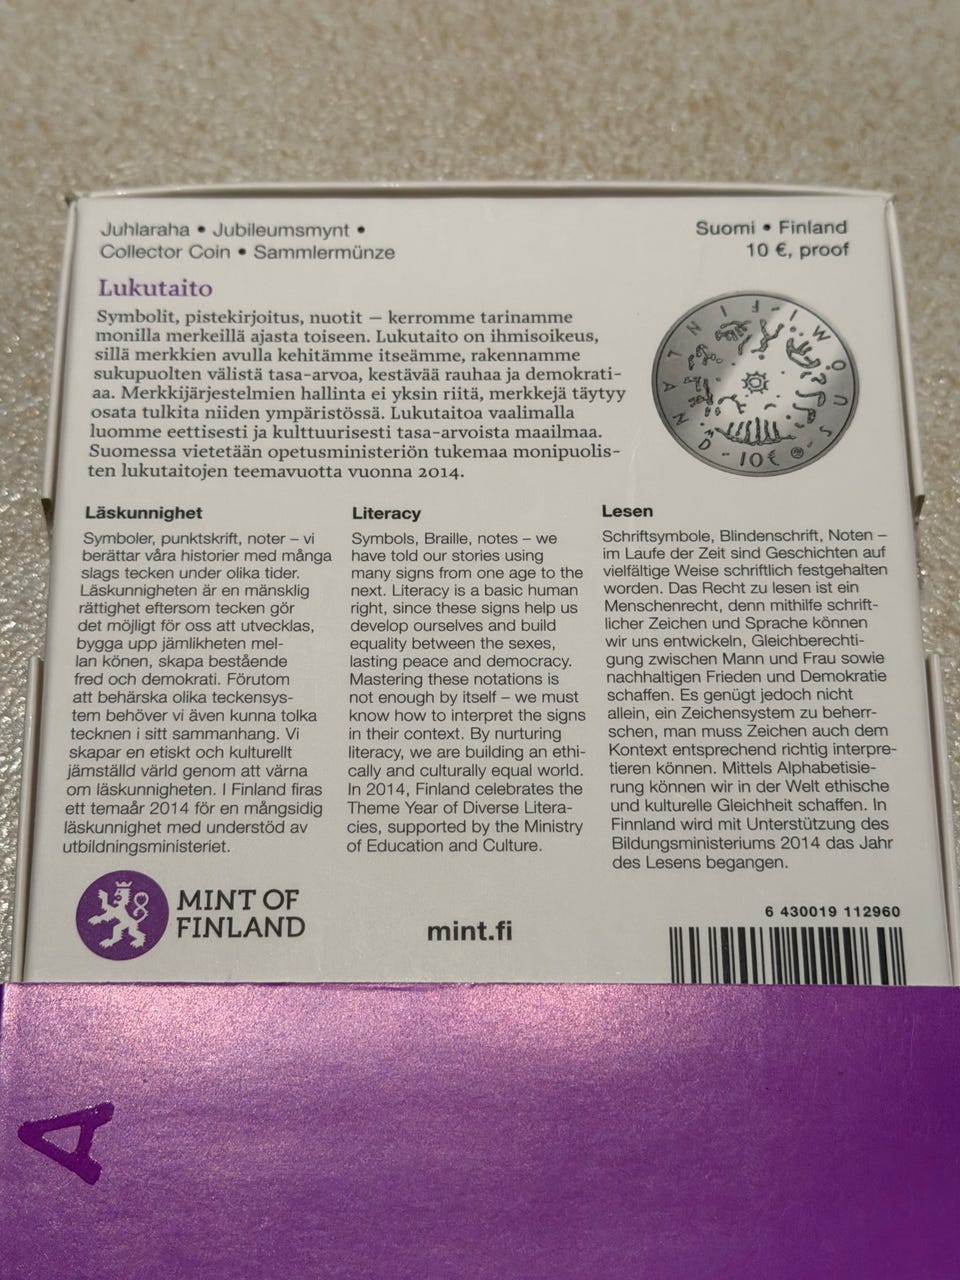 Juhlaraha • Jubileumsmynt •
Collector Coin • Sammlermünze
Suomi • Finland
10 €, proof
Lukutaito
Symbolit, pistekirjoitus, nuotit – kerromme tarinamme
monilla merkeillä ajasta toiseen. Lukutaito on ihmisoikeus,
sillä merkkien avulla kehitämme itseämme, rakennamme
sukupuolten välistä tasa-arvoa, kestävää rauhaa ja demokrati-
aa. Merkkijärjestelmien hallinta ei yksin riitä, merkkejä täytyy
osata tulkita niiden ympäristössä. Lukutaitoa vaalimalla
luomme eettisesti ja kulttuurisesti tasa-arvoista maailmaa.
Suomessa vietetään opetusministeriön tukemaa monipuolis-
ten lukutaitojen teemavuotta vuonna 2014.
SUOMI FINLAND
10€
Läskunnighet
Symboler, punktskrift, noter – vi
berättar våra historier med många
slags tecken under olika tider.
Läskunnigheten är en mänsklig
rättighet eftersom tecken gör
det möjligt för oss att utvecklas,
bygga upp jämlikheten mel-
lan könen, skapa bestående
fred och demokrati. Förutom
att behärska olika teckensys-
tem behöver vi även kunna tolka
tecknen i sitt sammanhang. Vi
skapar en etiskt och kulturellt
jämställd värld genom att värna
om läskunnigheten. I Finland firas
ett temaår 2014 för en mångsidig
läskunnighet med understöd av
utbildningsministeriet.
Literacy
Symbols, Braille, notes – we
have told our stories using
many signs from one age to the
next. Literacy is a basic human
right, since these signs help us
develop ourselves and build
equality between the sexes,
lasting peace and democracy.
Mastering these notations is
not enough by itself – we must
know how to interpret the signs
in their context. By nurturing
literacy, we are building an ethi-
cally and culturally equal world.
In 2014, Finland celebrates the
Theme Year of Diverse Litera-
cies, supported by the Ministry
of Education and Culture.
Lesen
Schriftsymbole, Blindenschrift, Noten –
im Laufe der Zeit sind Geschichten auf
vielfältige Weise schriftlich festgehalten
worden. Das Recht zu lesen ist ein
Menschenrecht, denn mithilfe schrift-
licher Zeichen und Sprache können
wir uns entwickeln, Gleichberechti-
gung zwischen Mann und Frau sowie
nachhaltigen Frieden und Demokratie
schaffen. Es genügt jedoch nicht
allein, ein Zeichensystem zu beherr-
schen, man muss Zeichen auch dem
Kontext entsprechend richtig interpre-
tieren können. Mittels Alphabetisie-
rung können wir in der Welt ethische
und kulturelle Gleichheit schaffen. In
Finnland wird mit Unterstützung des
Bildungsministeriums 2014 das Jahr
des Lesens begangen.
MINT OF
FINLAND
mint.fi
6 430019 112960
A